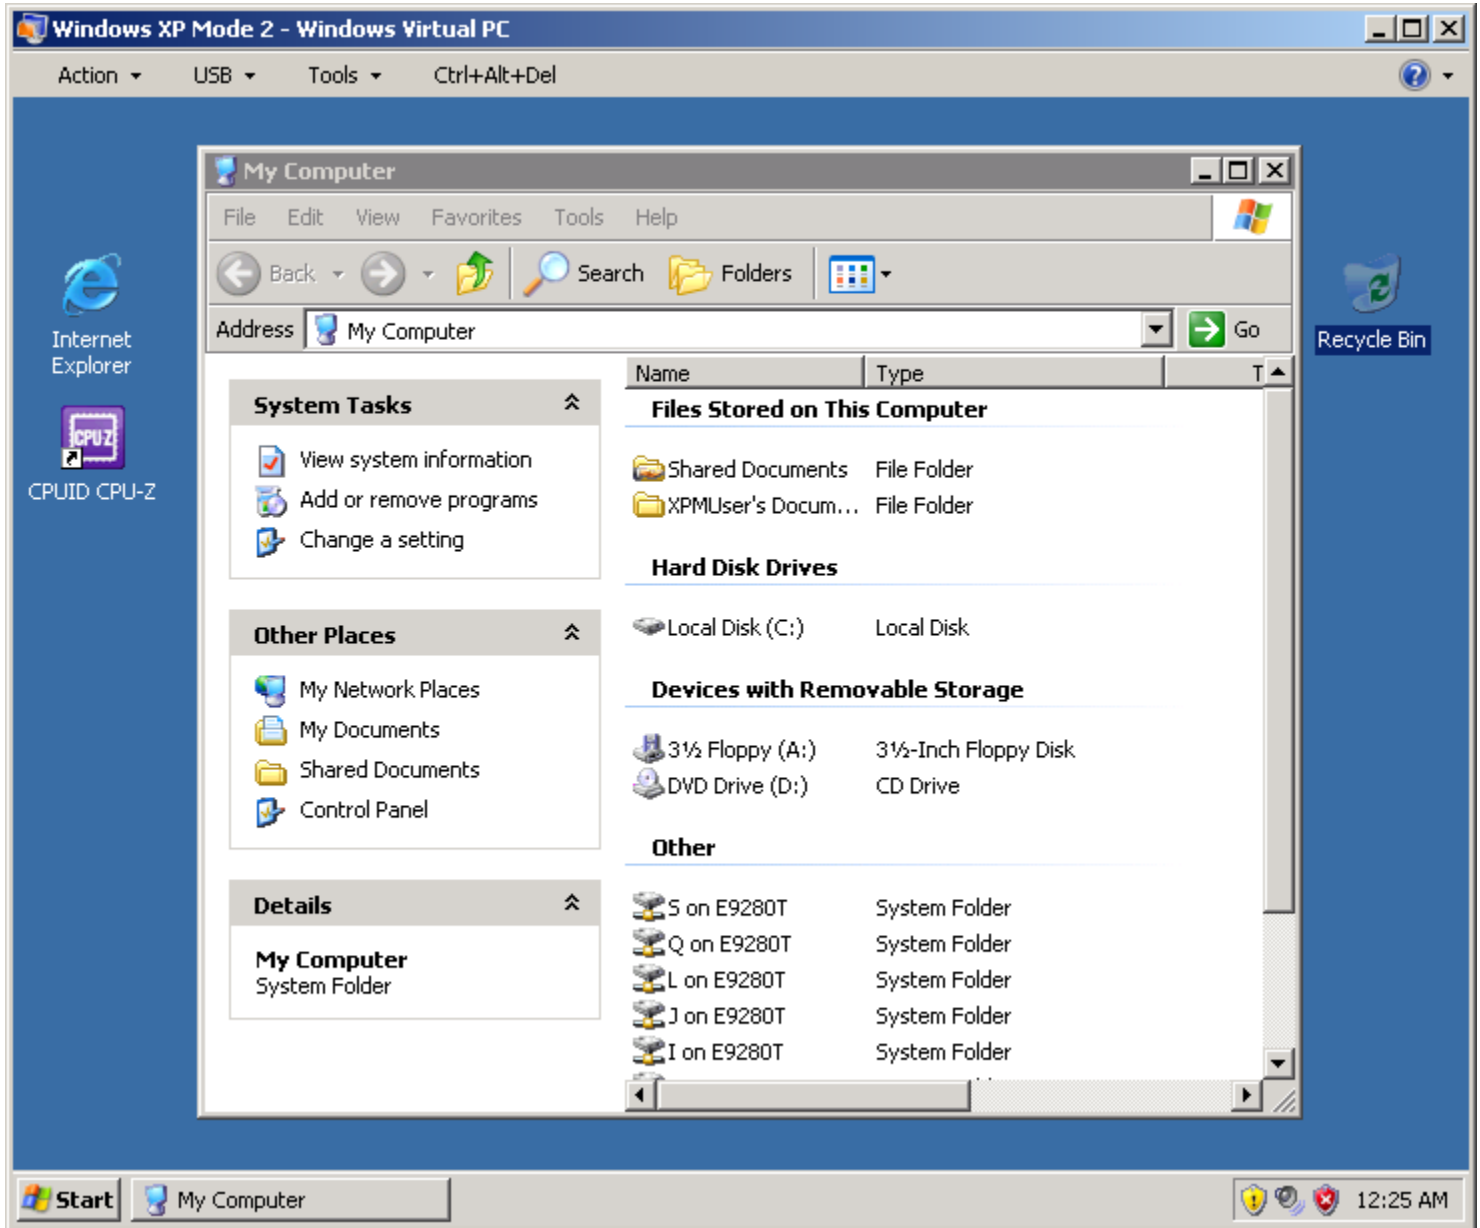 Windows XP Mode 2 - Windows Virtual PC
Action USB Tools Ctrl+Alt+Del
My Computer
File Edit View Favorites Tools Help
Back Search Folders
Address My Computer Go
Internet
Explorer
CPU-Z
CPUID CPU-Z
Recycle Bin
System Tasks
View system information
Add or remove programs
Change a setting
Other Places
My Network Places
My Documents
Shared Documents
Control Panel
Details
My Computer
System Folder
Name Type T
Files Stored on This Computer
Shared Documents File Folder
XPMUser's Docum... File Folder
Hard Disk Drives
Local Disk (C:) Local Disk
Devices with Removable Storage
3½ Floppy (A:) 3½-Inch Floppy Disk
DVD Drive (D:) CD Drive
Other
S on E9280T System Folder
Q on E9280T System Folder
L on E9280T System Folder
J on E9280T System Folder
I on E9280T System Folder
Start My Computer 12:25 AM